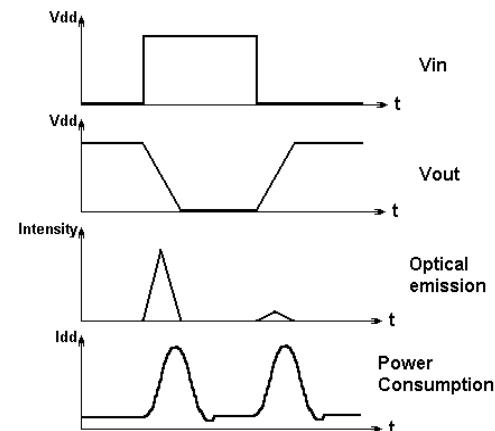 Vdd
Vin
t
Vdd
Vout
t
Intensity
Optical
emission
t
Idd
Power
Consumption
t